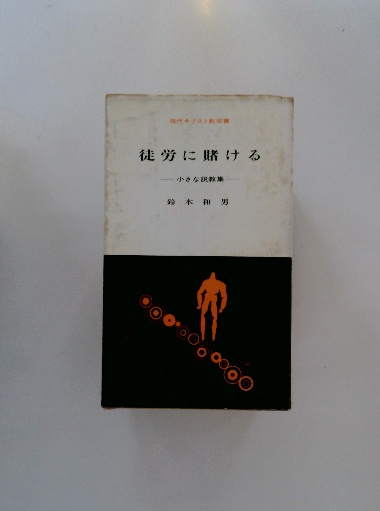 現代キリスト教双書
徒労に賭ける
――小さな説教集――
鈴木和男